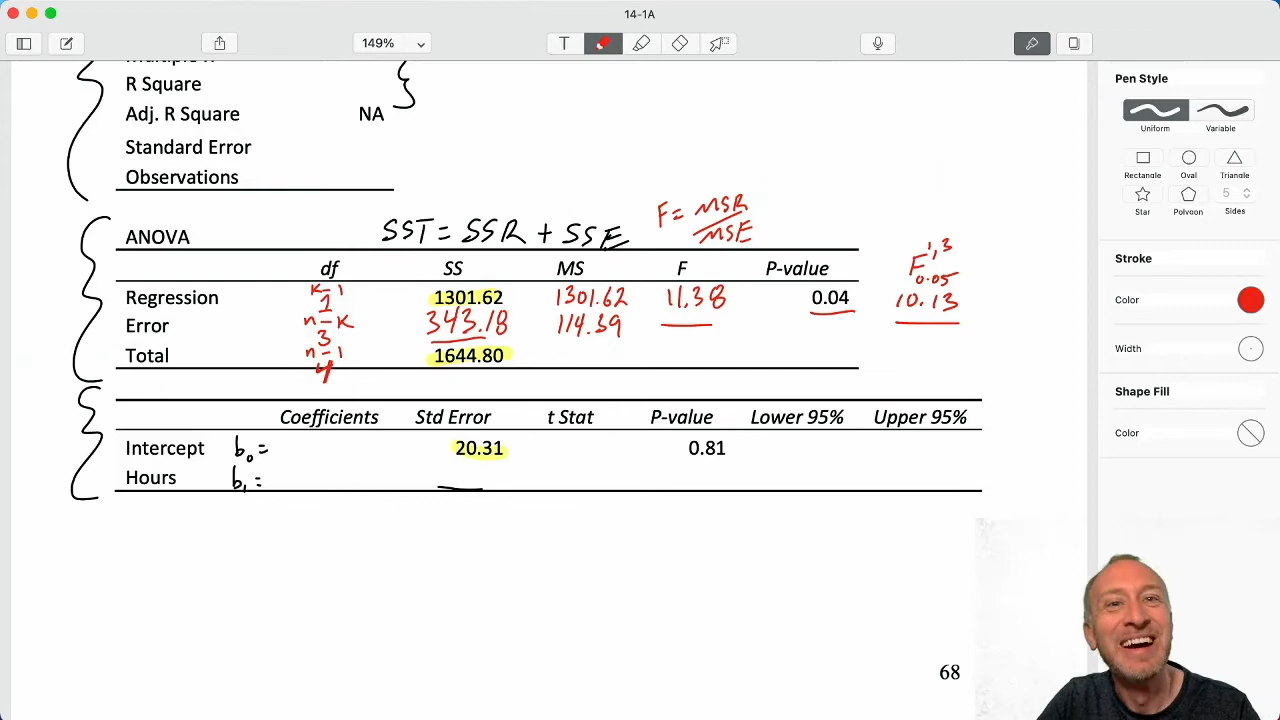 14-1A
149%
T
Multiple R
R Square
Adj. R Square NA
Standard Error
Observations
ANOVA SST = SSR + SSE F = MSR / MSE
df SS MS F P-value F 1,3 0.05
K-1
Regression 1 1301.62 1301.62 11.38 0.04 10.13
n-K
Error 3 343.18 114.39
n-1
Total 4 1644.80
Coefficients Std Error t Stat P-value Lower 95% Upper 95%
Intercept b0 = 20.31 0.81
Hours b1 =
68
Pen Style
Uniform Variable
Rectangle Oval Triangle
5
Star Polygon Sides
Stroke
Color
Width
Shape Fill
Color